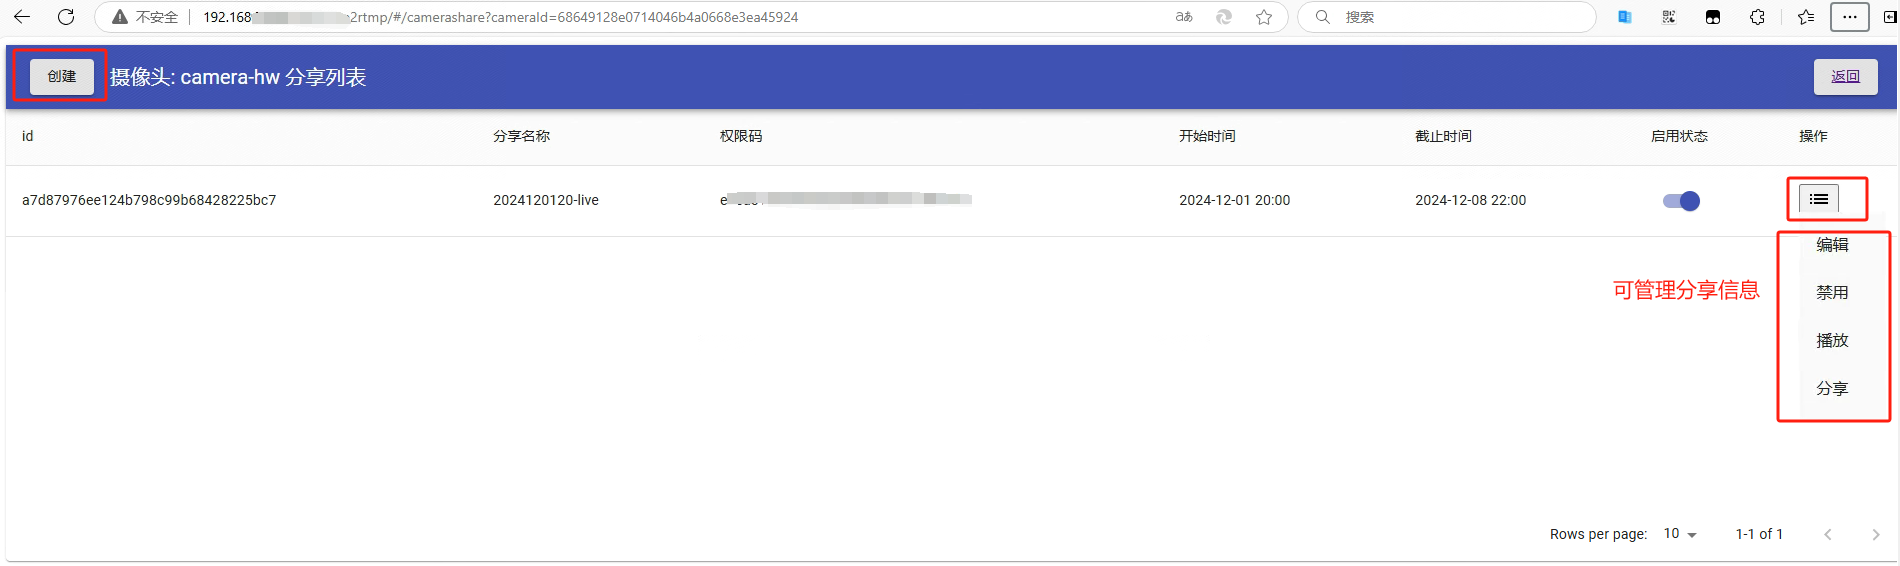 不安全 192.168 2rtmp/#/camerashare?cameraId=68649128e0714046b4a0668e3ea45924 aあ 搜索
创建 摄像头: camera-hw 分享列表 返回
id 分享名称 权限码 开始时间 截止时间 启用状态 操作
a7d87976ee124b798c99b68428225bc7 2024120120-live e 2024-12-01 20:00 2024-12-08 22:00
编辑
可管理分享信息 禁用
播放
分享
Rows per page: 10 1-1 of 1